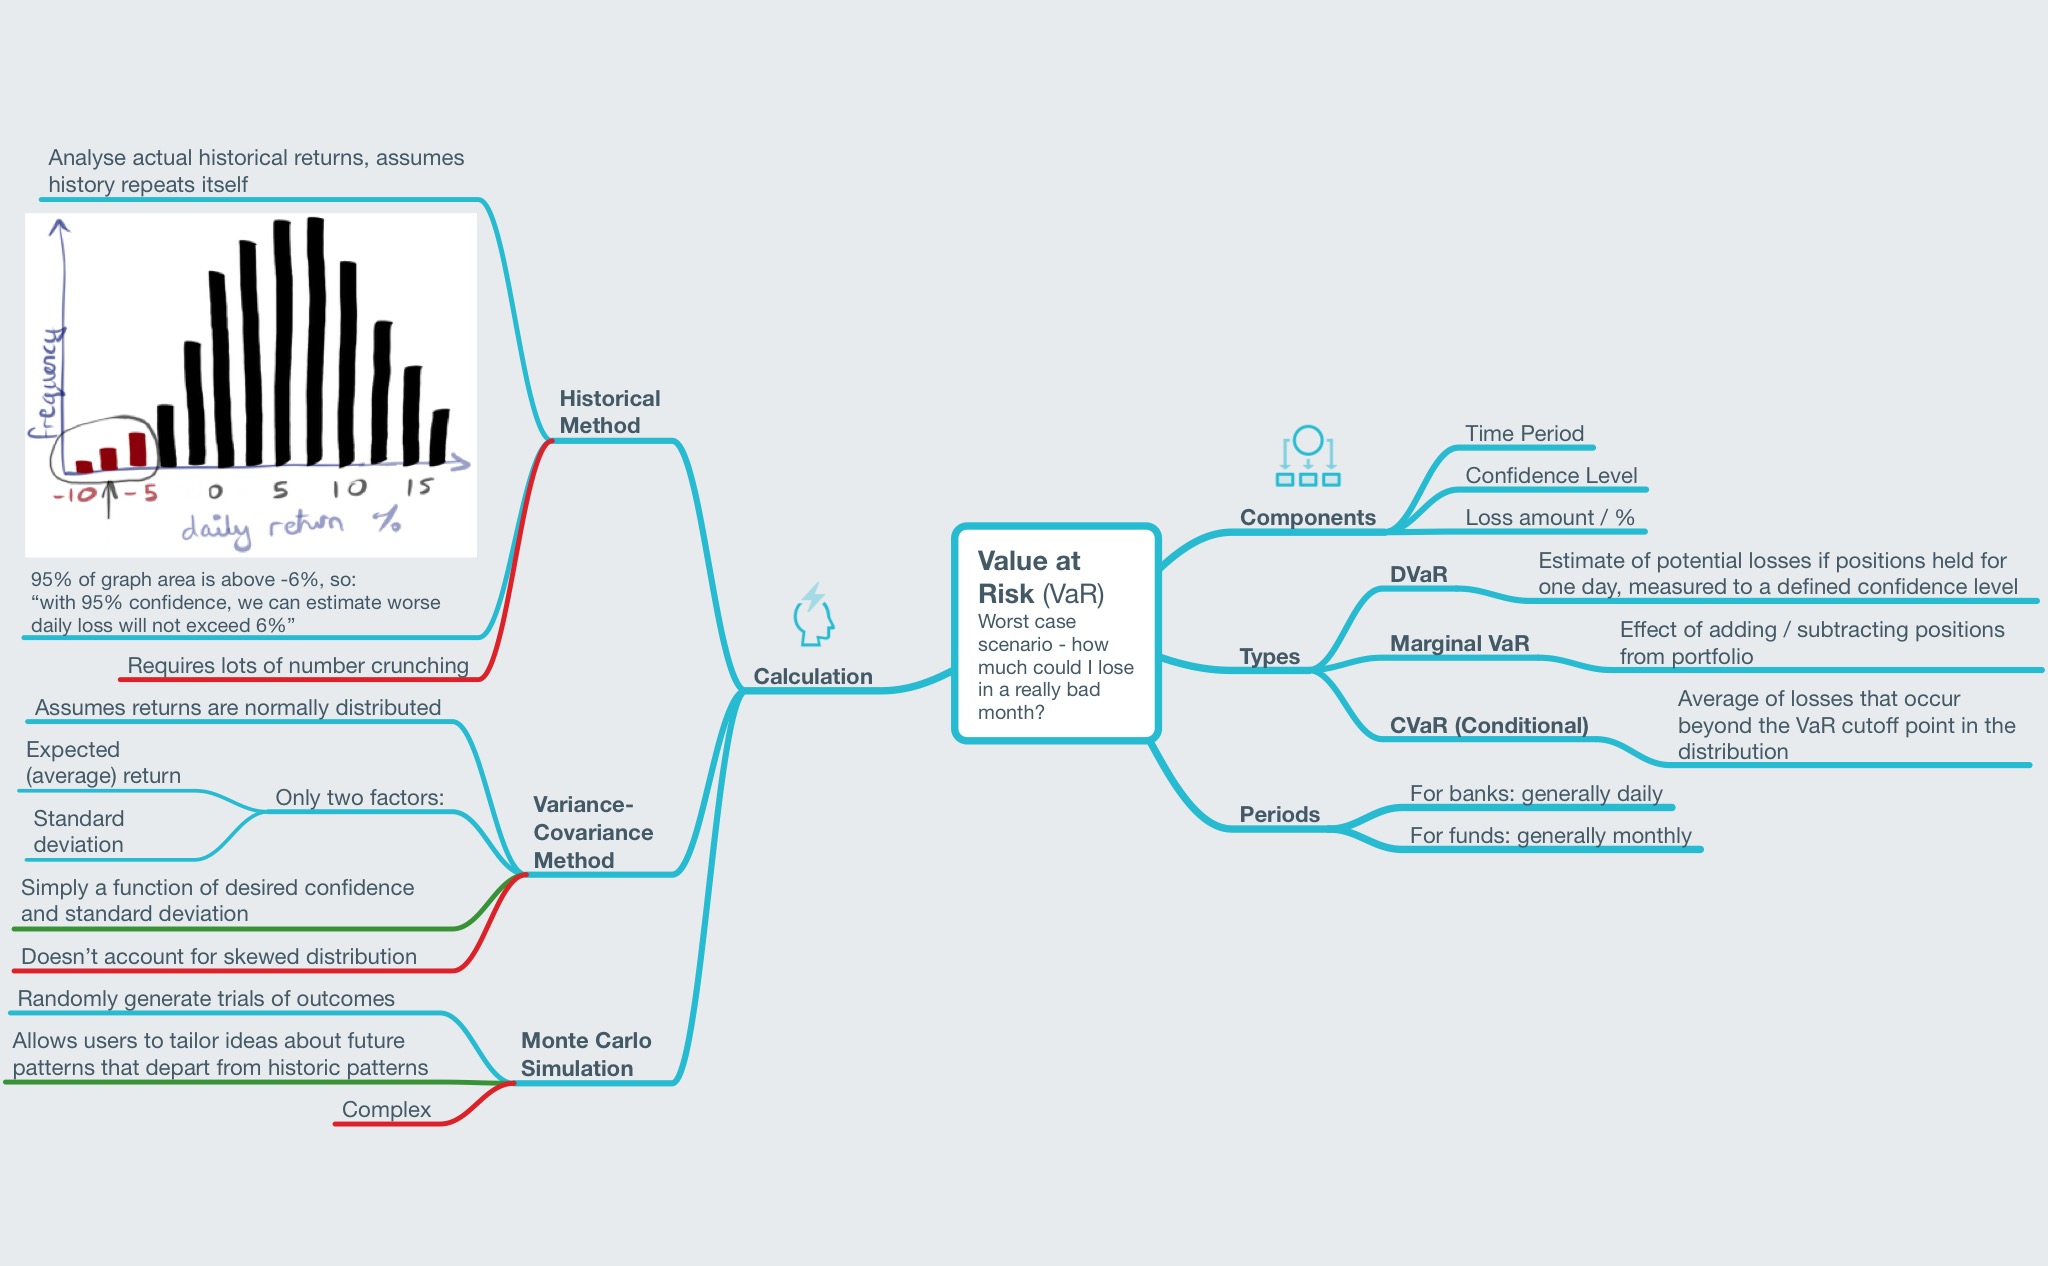 Analyse actual historical returns, assumes
history repeats itself
frequency
-10
-5
0
5
10
15
daily return %
95% of graph area is above -6%, so:
“with 95% confidence, we can estimate worse
daily loss will not exceed 6%”
Requires lots of number crunching
Historical
Method
Assumes returns are normally distributed
Expected
(average) return
Standard
deviation
Only two factors:
Simply a function of desired confidence
and standard deviation
Doesn’t account for skewed distribution
Variance-
Covariance
Method
Randomly generate trials of outcomes
Allows users to tailor ideas about future
patterns that depart from historic patterns
Complex
Monte Carlo
Simulation
Calculation
Value at
Risk (VaR)
Worst case
scenario - how
much could I lose
in a really bad
month?
Components
Time Period
Confidence Level
Loss amount / %
Types
DVaR
Estimate of potential losses if positions held for
one day, measured to a defined confidence level
Marginal VaR
Effect of adding / subtracting positions
from portfolio
CVaR (Conditional)
Average of losses that occur
beyond the VaR cutoff point in the
distribution
Periods
For banks: generally daily
For funds: generally monthly